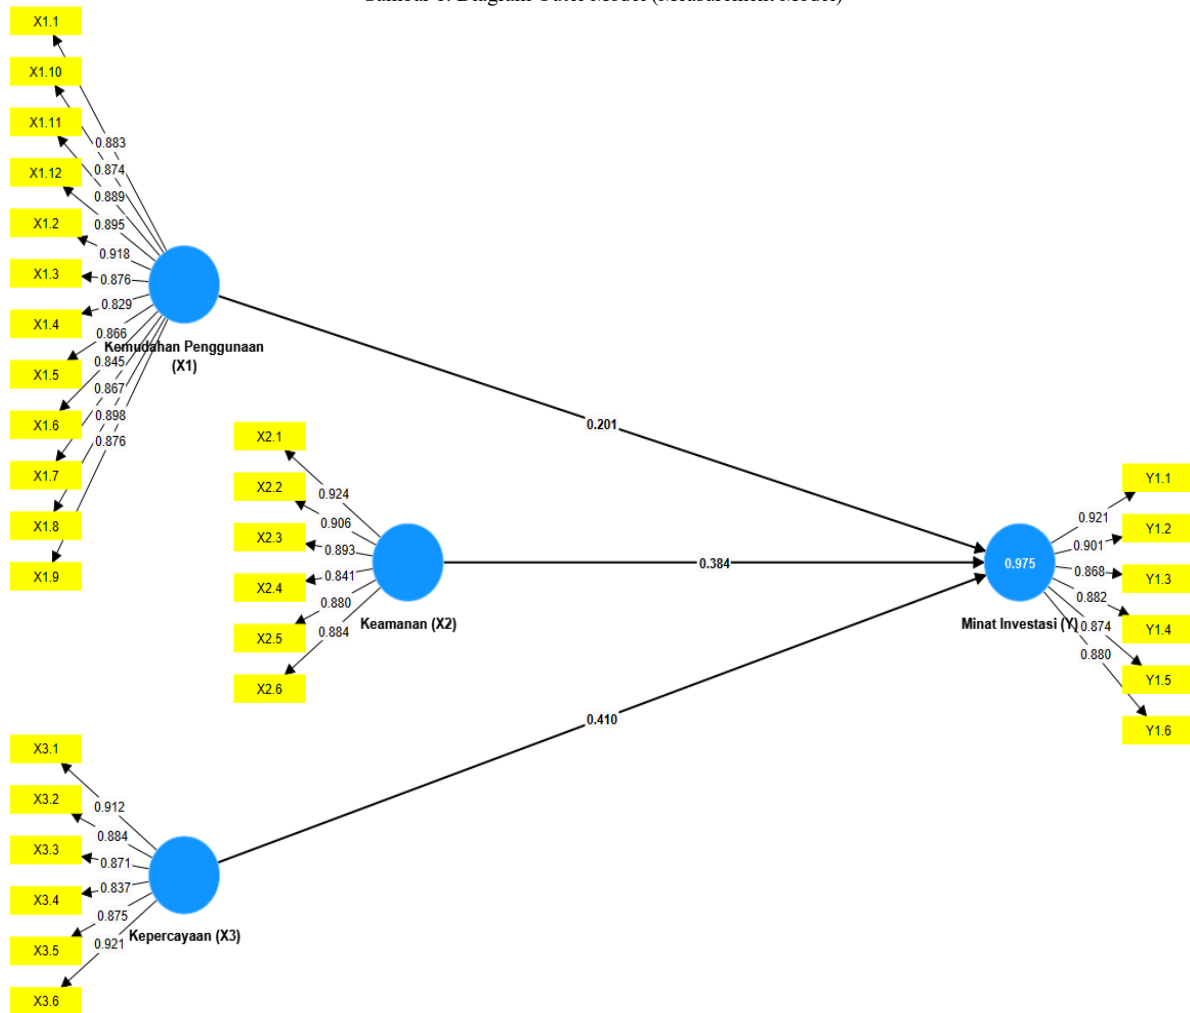 Gambar 1. Diagram Outer Model (Measurement Model)
X1.1
X1.10
X1.11
X1.12
X1.2
X1.3
X1.4
X1.5
X1.6
X1.7
X1.8
X1.9
0.883
0.874
0.889
0.895
0.918
0.876
0.829
0.866
0.845
0.867
0.898
0.876
Kemudahan Penggunaan
(X1)
0.201
X2.1
X2.2
X2.3
X2.4
X2.5
X2.6
0.924
0.906
0.893
0.841
0.880
0.884
Keamanan (X2)
0.384
0.975
Minat Investasi (Y)
0.921
0.901
0.868
0.882
0.874
0.880
Y1.1
Y1.2
Y1.3
Y1.4
Y1.5
Y1.6
0.410
X3.1
X3.2
X3.3
X3.4
X3.5
X3.6
0.912
0.884
0.871
0.837
0.875
0.921
Kepercayaan (X3)